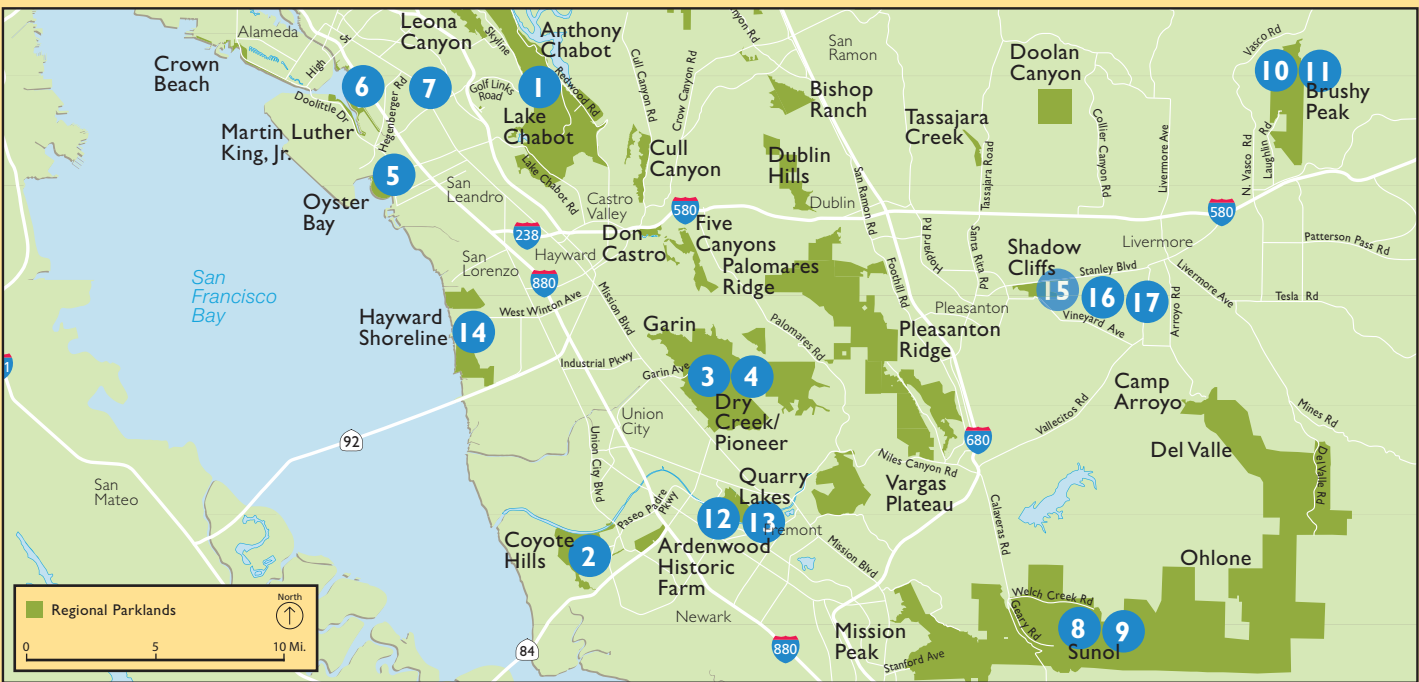 Alameda
St
High
Leona
Canyon
Skyline
Anthony
Chabot
Crown
Beach
6
7
Golf Links
Road
1
Redwood Rd
Lake
Chabot
Doolittle Dr
Hegenberger Rd
Martin Luther
King, Jr.
5
Oyster
Bay
San
Leandro
Lake Chabot Rd
Cull Canyon Rd
Crow Canyon Rd
nyon Rd
Cull
Canyon
Castro
Valley
580
238
Hayward
Don
Castro
Five
Canyons
Palomares
Ridge
San
Ramon
Bishop
Ranch
Dublin
Hills
Dublin
San Ramon Rd
Tassajara
Creek
Tassajara Road
Doolan
Canyon
Collier Canyon Rd
Livermore Ave
Vasco Rd
10
11
Brushy
Peak
N. Vasco Rd
Laughlin Rd
580
Patterson Pass Rd
Hopyard Rd
Santa Rita Rd
Foothill Rd
Shadow
Cliffs
Stanley Blvd
Livermore
15
16
17
Vineyard Ave
Arroyo Rd
Livermore Ave
Tesla Rd
Pleasanton
Pleasanton
Ridge
San
Francisco
Bay
San
Lorenzo
880
West Winton Ave
Mission Blvd
Hayward
Shoreline
14
Industrial Pkwy
Garin
Garin Ave
3
4
Dry
Creek/
Pioneer
Palomares Rd
Union
City
Union City Blvd
1
92
San
Mateo
680
Vallecitos Rd
Camp
Arroyo
Mines Rd
Del Valle
Del Valle Rd
Niles Canyon Rd
Vargas
Plateau
Calaveras Rd
Quarry
Lakes
12
13
Fremont
Paseo Padre
Pkwy
Coyote
Hills
2
Ardenwood
Historic
Farm
Mission Blvd
Newark
84
880
Mission
Peak
Stanford Ave
Welch Creek Rd
Geary Rd
8
9
Sunol
Ohlone
Regional Parklands
North
0 5 10 Mi.